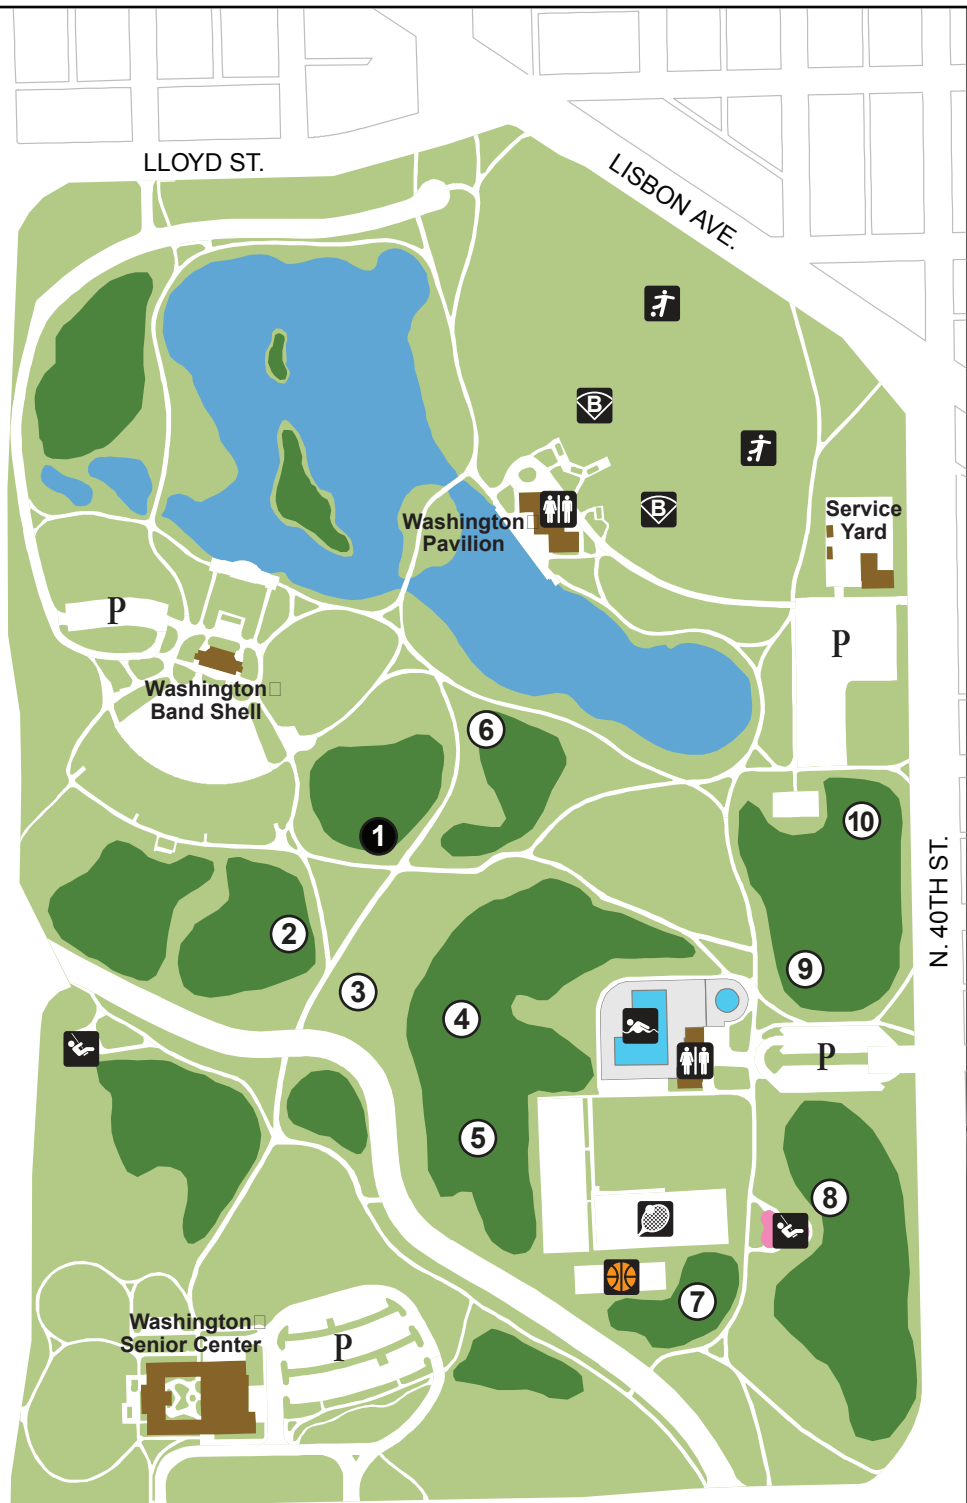 LLOYD ST.
LISBON AVE.
B
B
Service
Yard
Washington
Pavilion
P
P
Washington
Band Shell
6
1
10
N. 40TH ST.
2
9
3
4
P
5
8
7
Washington
Senior Center
P